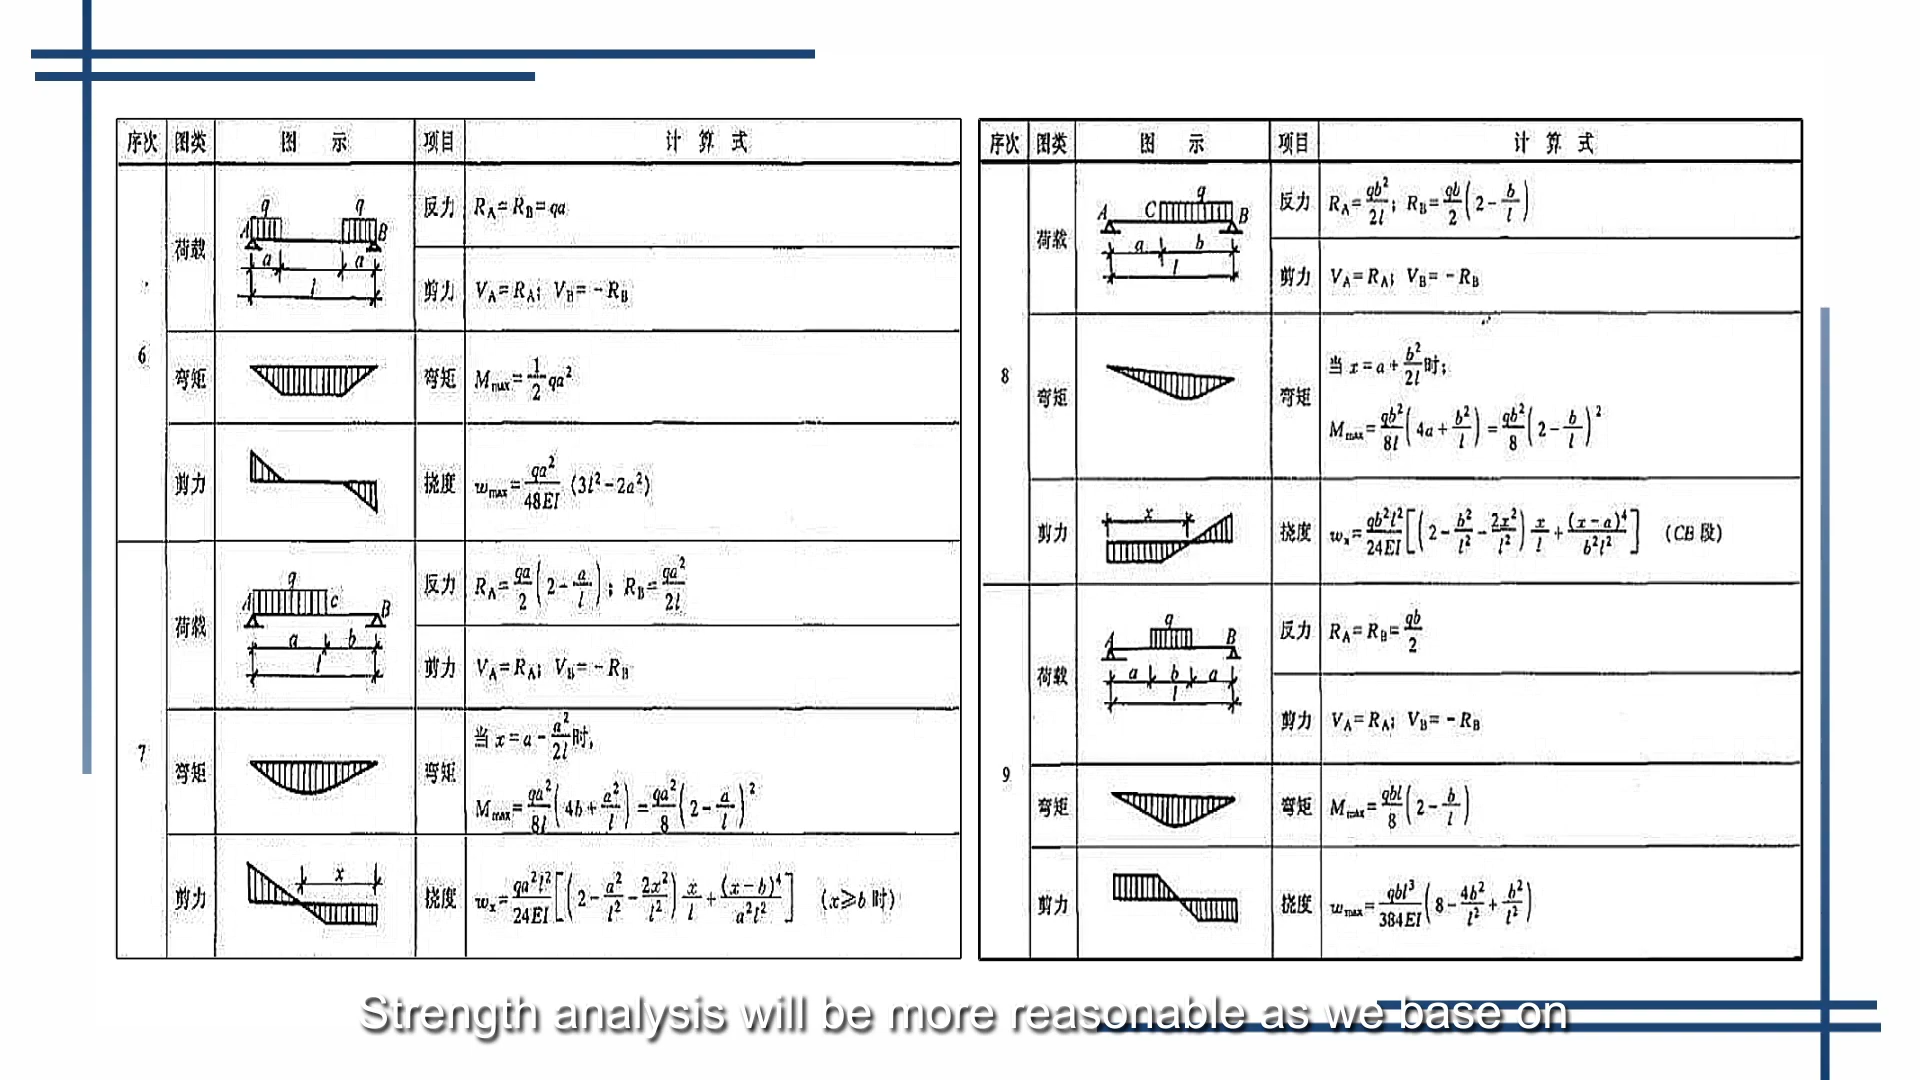 序次 图类 图 示 项目 计 算 式
6
荷载
q q
A B
a a
l
反力 R_A=R_B=qa
剪力 V_A=R_A; V_B=-R_B
弯矩 弯矩 M_max=1/2 qa²
剪力 挠度 w_max=qa²/48EI (3l²-2a²)
7
荷载
q
A C B
a b
l
反力 R_A=qa/2(2-a/l); R_B=qa²/2l
剪力 V_A=R_A; V_B=-R_B
弯矩 弯矩 当 x=a-a²/2l时,
M_max=qa²/8l(4b+a²/l)=qa²/8(2-a/l)²
剪力 x 挠度 w_x=qa²l²/24EI[(2-a²/l²-2x²/l²)x/l+(x-b)⁴/a²l²] (x≥b 时)
序次 图类 图 示 项目 计 算 式
8
荷载
q
A C B
a b
l
反力 R_A=qb²/2l; R_B=qb/2(2-b/l)
剪力 V_A=R_A; V_B=-R_B
弯矩 弯矩 当 x=a+b²/2l时;
M_max=qb²/8l(4a+b²/l)=qb²/8(2-b/l)²
剪力 x 挠度 w_x=qb²l²/24EI[(2-b²/l²-2x²/l²)x/l+(x-a)⁴/b²l²] (CB 段)
9
荷载
q
A B
a b a
l
反力 R_A=R_B=qb/2
剪力 V_A=R_A; V_B=-R_B
弯矩 弯矩 M_max=qbl/8(2-b/l)
剪力 挠度 w_max=qbl³/384EI(8-4b²/l²+b²/l²)
Strength analysis will be more reasonable as we base on